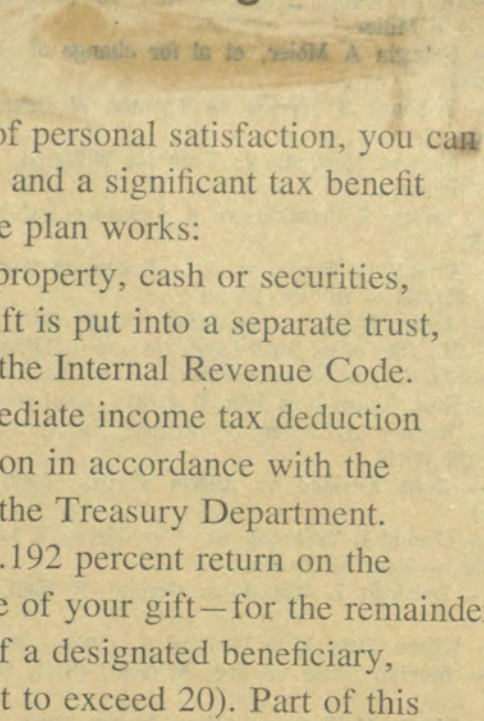 of personal satisfaction, you can
and a significant tax benefit
e plan works:
property, cash or securities,
ft is put into a separate trust,
the Internal Revenue Code.
ediate income tax deduction
on in accordance with the
the Treasury Department.
.192 percent return on the
e of your gift—for the remainde
f a designated beneficiary,
t to exceed 20). Part of this